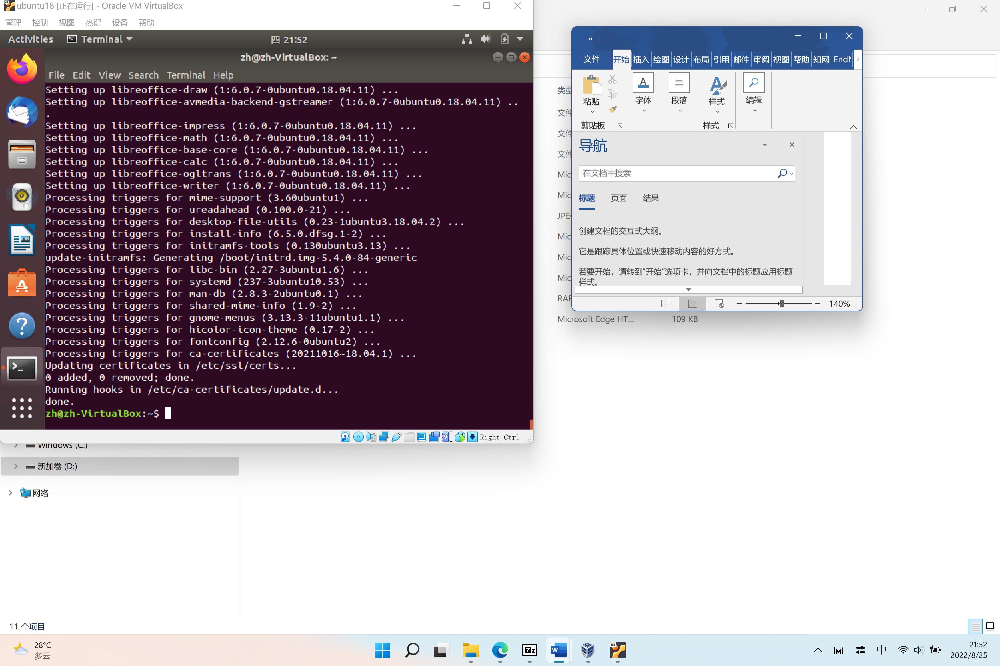 ubuntu18 [正在运行] - Oracle VM VirtualBox
管理 控制 视图 热键 设备 帮助
Activities Terminal 四 21:52
zh@zh-VirtualBox: ~
File Edit View Search Terminal Help
Setting up libreoffice-draw (1:6.0.7-0ubuntu0.18.04.11) ...
Setting up libreoffice-avmedia-backend-gstreamer (1:6.0.7-0ubuntu0.18.04.11) ..
.
Setting up libreoffice-impress (1:6.0.7-0ubuntu0.18.04.11) ...
Setting up libreoffice-math (1:6.0.7-0ubuntu0.18.04.11) ...
Setting up libreoffice-base-core (1:6.0.7-0ubuntu0.18.04.11) ...
Setting up libreoffice-calc (1:6.0.7-0ubuntu0.18.04.11) ...
Setting up libreoffice-ogltrans (1:6.0.7-0ubuntu0.18.04.11) ...
Setting up libreoffice-writer (1:6.0.7-0ubuntu0.18.04.11) ...
Processing triggers for mime-support (3.60ubuntu1) ...
Processing triggers for ureadahead (0.100.0-21) ...
Processing triggers for desktop-file-utils (0.23-1ubuntu3.18.04.2) ...
Processing triggers for install-info (6.5.0.dfsg.1-2) ...
Processing triggers for initramfs-tools (0.130ubuntu3.13) ...
update-initramfs: Generating /boot/initrd.img-5.4.0-84-generic
Processing triggers for libc-bin (2.27-3ubuntu1.6) ...
Processing triggers for systemd (237-3ubuntu10.53) ...
Processing triggers for man-db (2.8.3-2ubuntu0.1) ...
Processing triggers for shared-mime-info (1.9-2) ...
Processing triggers for gnome-menus (3.13.3-11ubuntu1.1) ...
Processing triggers for hicolor-icon-theme (0.17-2) ...
Processing triggers for fontconfig (2.12.6-0ubuntu2) ...
Processing triggers for ca-certificates (20211016~18.04.1) ...
Updating certificates in /etc/ssl/certs...
0 added, 0 removed; done.
Running hooks in /etc/ca-certificates/update.d...
done.
zh@zh-VirtualBox:~$
Right Ctrl
文件 开始 插入 绘图 设计 布局 引用 邮件 审阅 视图 帮助 知网
粘贴 字体 段落 样式 编辑
剪贴板 样式
导航
在文档中搜索
标题 页面 结果
创建文档的交互式大纲。
它是跟踪具体位置或快速移动内容的好方式。
若要开始，请转到“开始”选项卡，并向文档中的标题应用标题
样式。
140%
类型
文件
文件
文件
Mic
Mic
JPE
Mic
Mic
Mic
RAR
Microsoft Edge HT... 109 KB
Windows (C:)
新加卷 (D:)
网络
11 个项目
28°C
多云
7z
W
64
中
21:52
2022/8/25